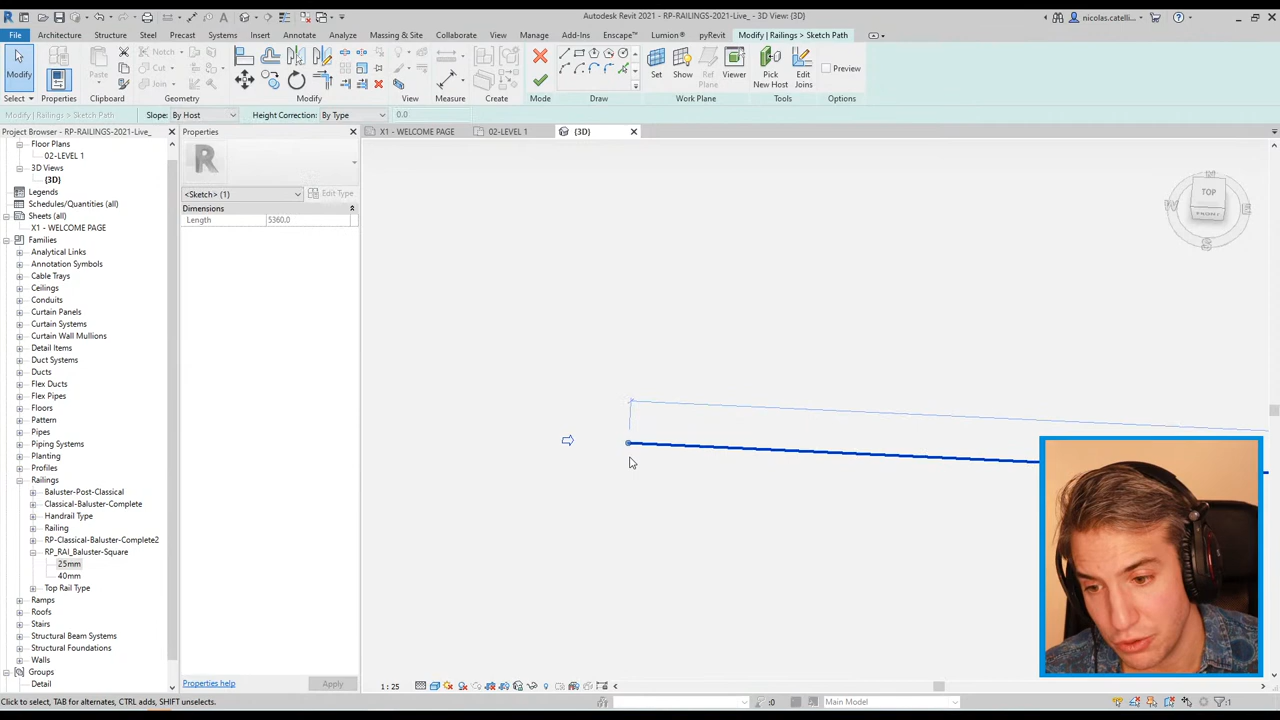 Autodesk Revit 2021 - RP-RAILINGS-2021-Live_ - 3D View: {3D}
nicolas.catelli...
File Architecture Structure Steel Precast Systems Insert Annotate Analyze Massing & Site Collaborate View Manage Add-Ins Enscape™ Lumion® pyRevit Modify | Railings > Sketch Path
Modify
Properties
Paste
Notch
Cut
Join
Set
Show
Ref Plane
Viewer
Pick New Host
Edit Joins
Preview
Select Properties Clipboard Geometry Modify View Measure Create Mode Draw Work Plane Tools Options
Modify | Railings > Sketch Path Slope: By Host Height Correction: By Type 0.0
Project Browser - RP-RAILINGS-2021-Live_
Floor Plans
02-LEVEL 1
3D Views
{3D}
Legends
Schedules/Quantities (all)
Sheets (all)
X1 - WELCOME PAGE
Families
Analytical Links
Annotation Symbols
Cable Trays
Ceilings
Conduits
Curtain Panels
Curtain Systems
Curtain Wall Mullions
Detail Items
Duct Systems
Ducts
Flex Ducts
Flex Pipes
Floors
Pattern
Pipes
Piping Systems
Planting
Profiles
Railings
Baluster-Post-Classical
Classical-Baluster-Complete
Handrail Type
Railing
RP-Classical-Baluster-Complete2
RP_RAI_Baluster-Square
25mm
40mm
Top Rail Type
Ramps
Roofs
Stairs
Structural Beam Systems
Structural Foundations
Walls
Groups
Detail
Properties
R
<Sketch> (1)
Edit Type
Dimensions
Length 5360.0
Properties help
Apply
X1 - WELCOME PAGE
02-LEVEL 1
{3D}
TOP
FRONT
W
E
S
1 : 25
Click to select, TAB for alternates, CTRL adds, SHIFT unselects.
:0
Main Model
:1